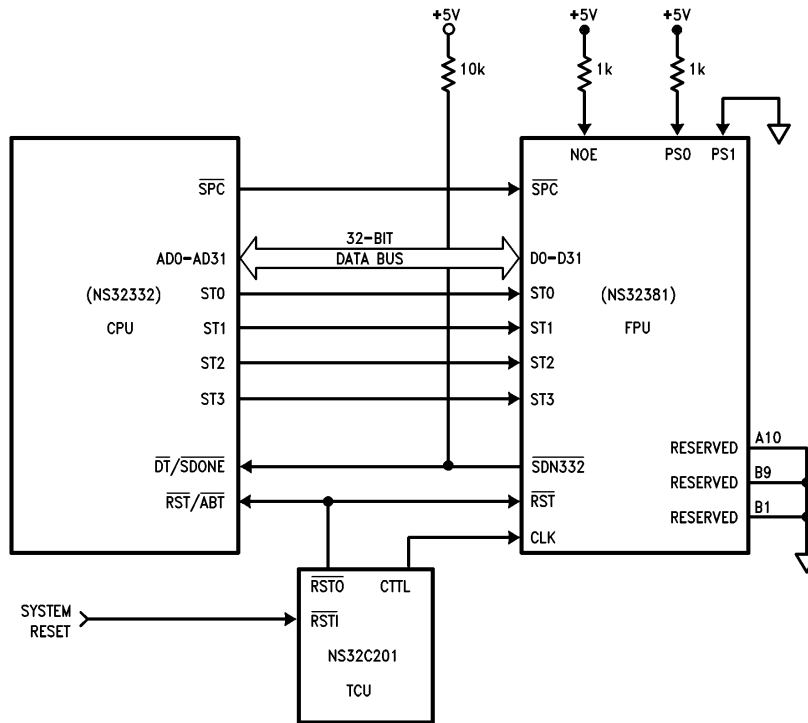 +5V +5V +5V
10k 1k 1k
NOE PS0 PS1
SPC SPC
32-BIT
AD0-AD31 DATA BUS D0-D31
(NS32332) ST0 ST0 (NS32381)
CPU ST1 ST1 FPU
ST2 ST2
ST3 ST3
RESERVED A10
DT/SDONE SDN332
RESERVED B9
RST/ABT RST
RESERVED B1
CLK
RSTO CTTL
SYSTEM
RESET
RSTI
NS32C201
TCU